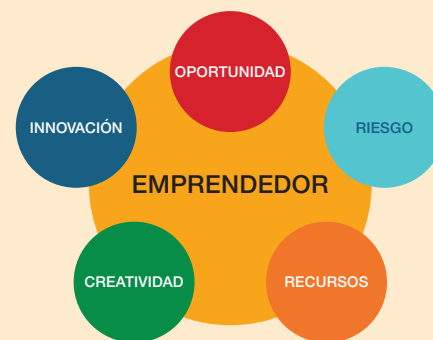 OPORTUNIDAD
INNOVACIÓN
RIESGO
EMPRENDEDOR
CREATIVIDAD
RECURSOS